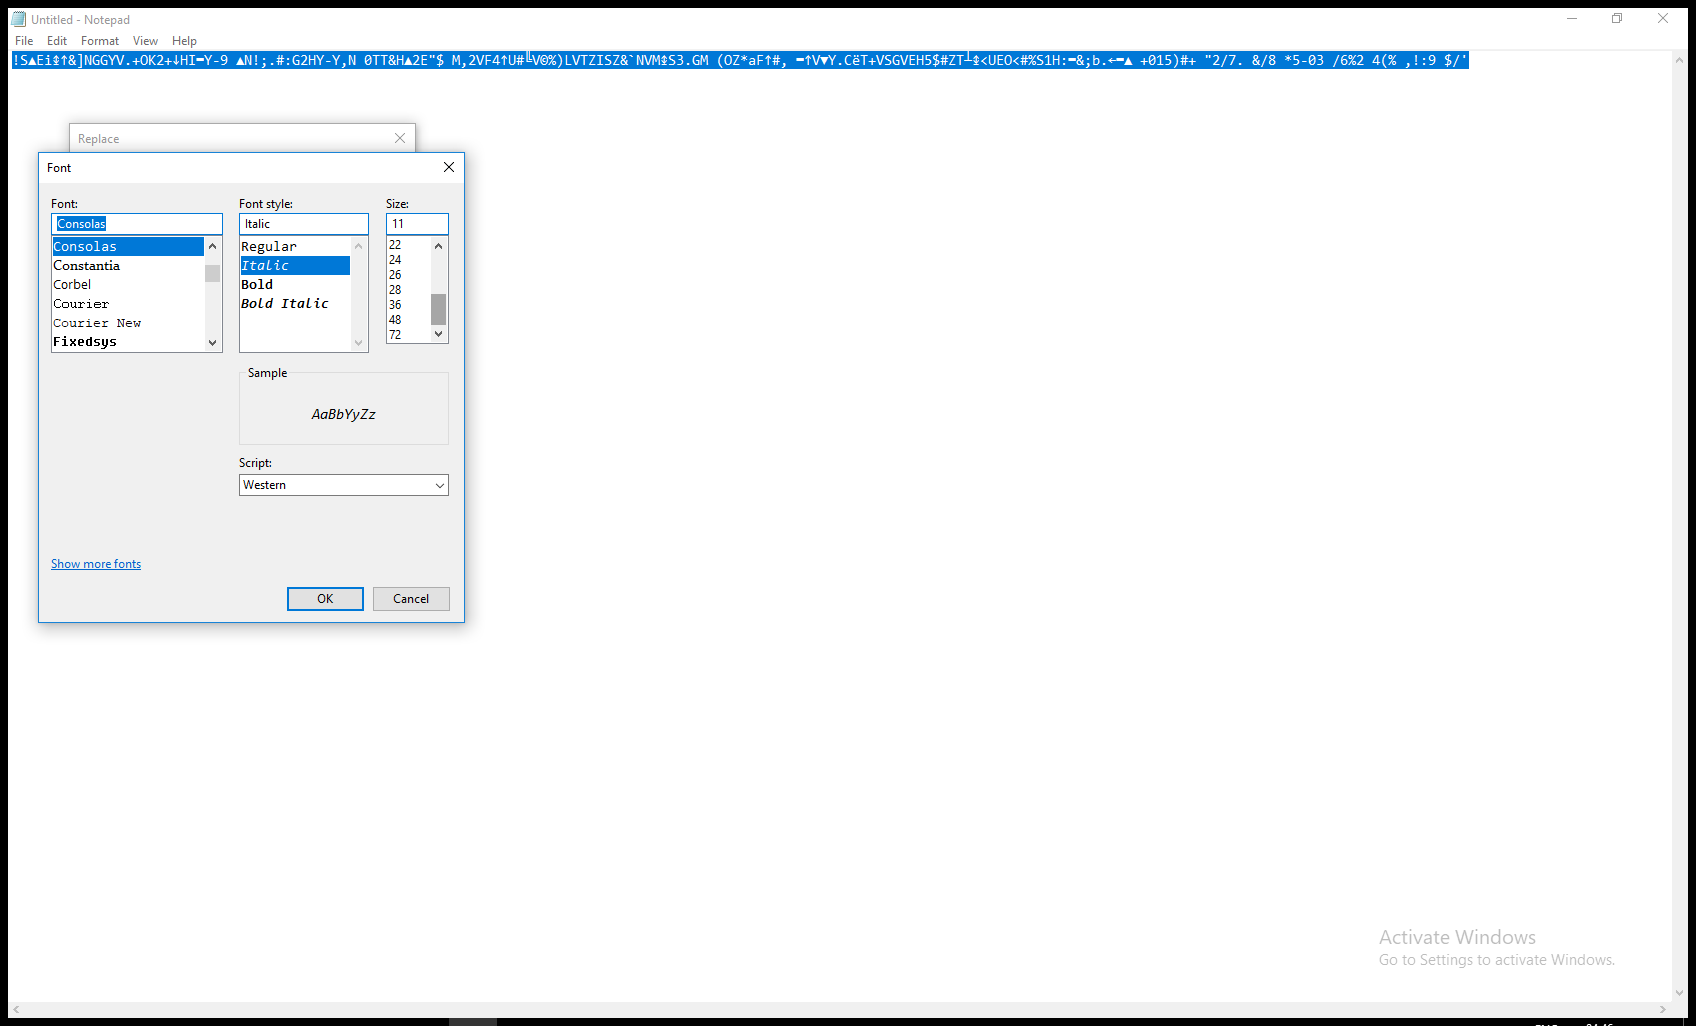 Untitled - Notepad
File Edit Format View Help
!S▲Ei⇭↑&]NGGYV.+OK2+↓HI━Y-9 ▲N!;.#:G2HY-Y,N 0TT&H▲2E"$ M,2VF4↑U#╚V©%)LVTZISZ&`NVM⇭S3.GM (OZ*aF↑#, ━↑V▼Y.CëT+VSGVEH5$#ZT┴⇭<UEO<#%S1H:━&;b.←━▲ +015)#+ "2/7. &/8 *5-03 /6%2 4(% ,!:9 $/'
Replace
Font
Font: Font style: Size:
Consolas Italic 11
Consolas Regular 22
Constantia Italic 24
Corbel Bold 26
Courier Bold Italic 28
Courier New 36
Fixedsys 48
72
Sample
AaBbYyZz
Script:
Western
Show more fonts
OK Cancel
Activate Windows
Go to Settings to activate Windows.